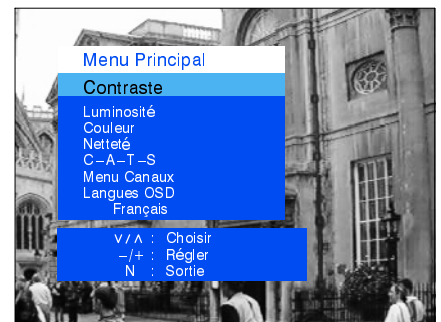 Menu Principal
Contraste
Luminosité
Couleur
Netteté
C-A-T-S
Menu Canaux
Langues OSD
Français
∨/∧ : Choisir
-/+ : Régler
N : Sortie